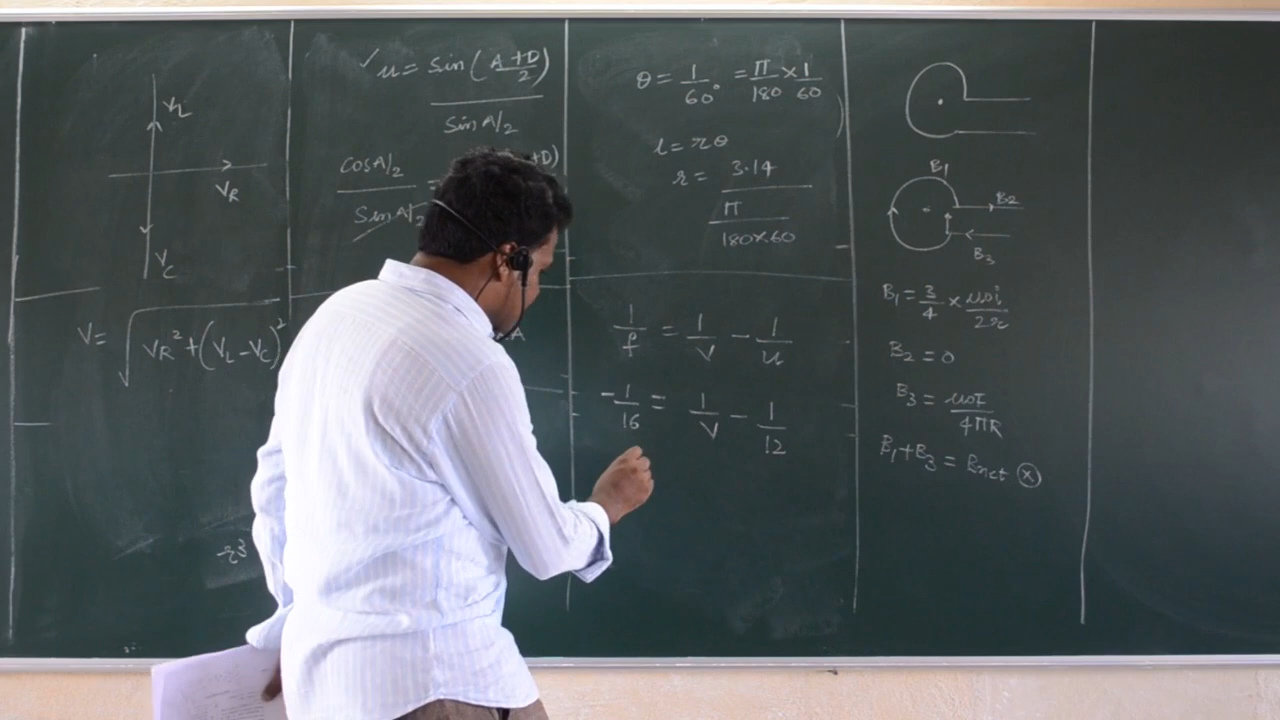 V_L
V_R
V_C
V = √(V_R² + (V_L - V_C)²)
r³
✓ u = sin((A+D)/2) / Sin A/2
Cos A/2 / Sin A/2 = +D)
A
θ = 1/60° = π/180 × 1/60
l = rθ
r = 3.14 / (π / 180×60)
1/f = 1/V - 1/u
-1/16 = 1/V - 1/12
B₁
B₂
B₃
B₁ = 3/4 × μ₀i/2r
B₂ = 0
B₃ = μ₀I/4πR
B₁+B₃ = Bnet ⊗